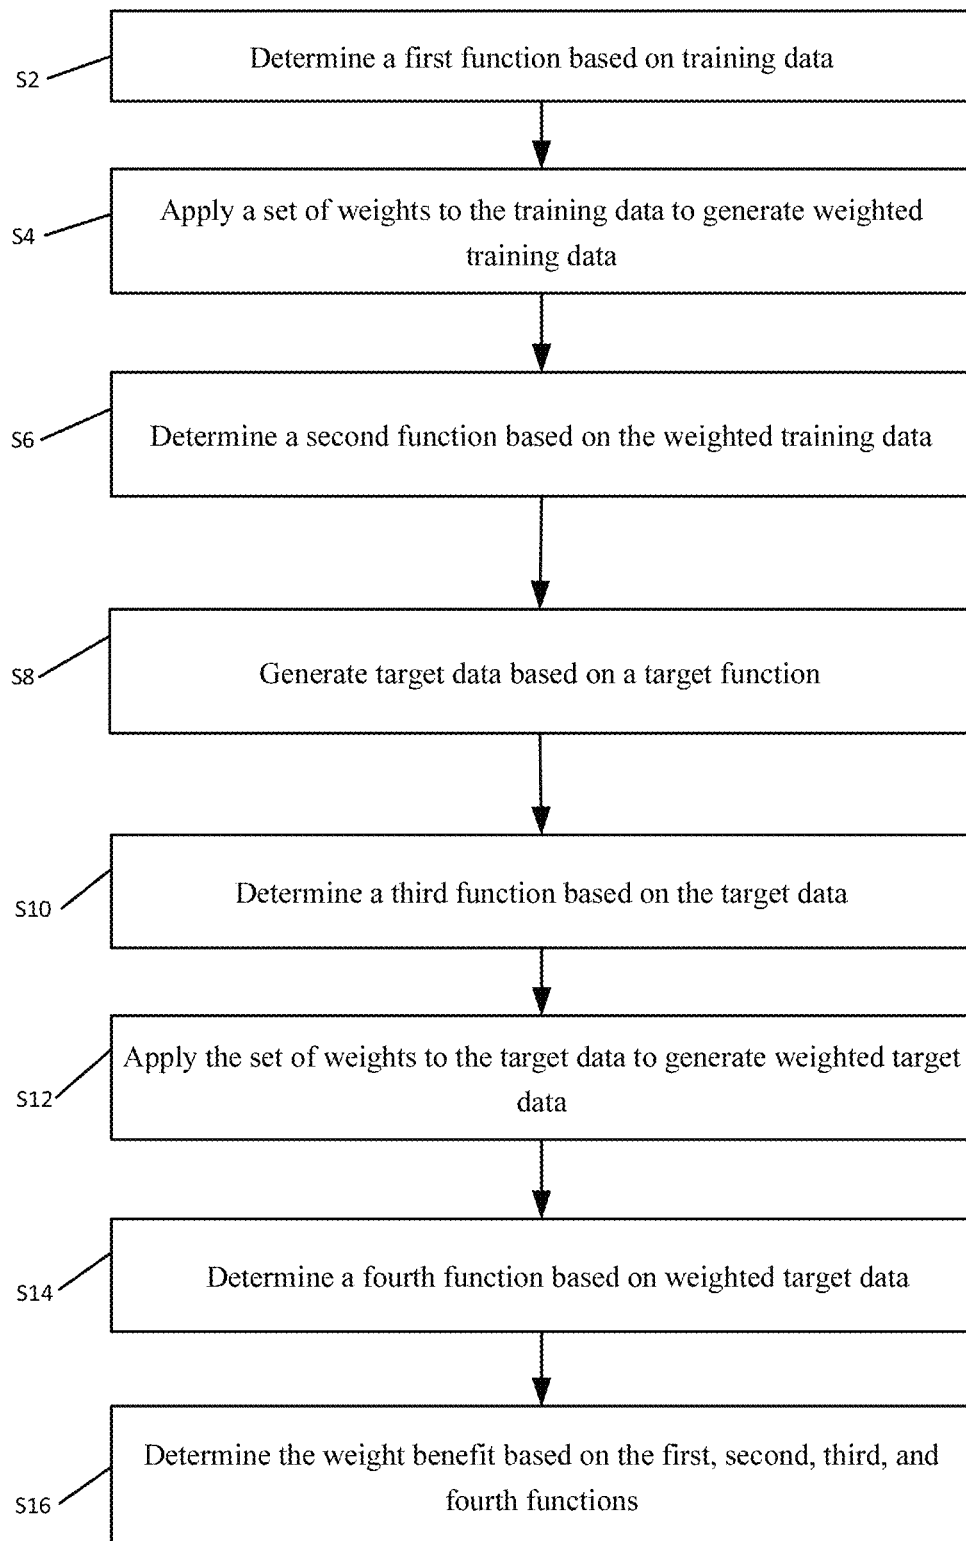 Determine a first function based on training data
S2
Apply a set of weights to the training data to generate weighted
training data
S4
Determine a second function based on the weighted training data
S6
Generate target data based on a target function
S8
Determine a third function based on the target data
S10
Apply the set of weights to the target data to generate weighted target
data
S12
Determine a fourth function based on weighted target data
S14
Determine the weight benefit based on the first, second, third, and
fourth functions
S16